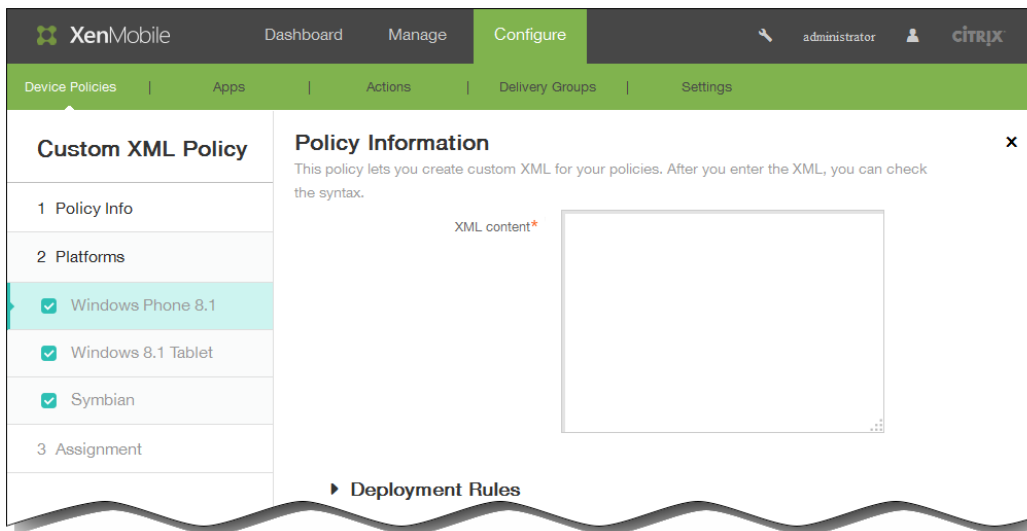 XenMobile Dashboard Manage Configure administrator CİTRIX
Device Policies | Apps | Actions | Delivery Groups | Settings
Custom XML Policy
1 Policy Info
2 Platforms
Windows Phone 8.1
Windows 8.1 Tablet
Symbian
3 Assignment
Policy Information
This policy lets you create custom XML for your policies. After you enter the XML, you can check
the syntax.
XML content*
Deployment Rules